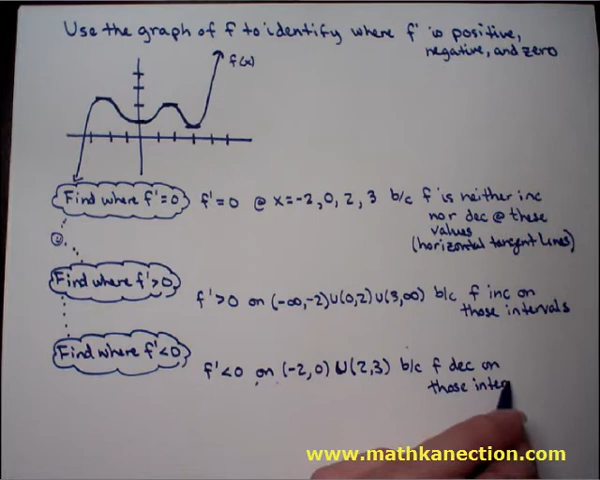 Use the graph of f to identify where f' is positive,
negative, and zero
f(x)
Find where f'=0
f'=0 @ x=-2, 0, 2, 3 b/c f is neither inc
nor dec @ these
values
(horizontal tangent lines)
Find where f'>0
f'>0 on (-∞,-2)∪(0,2)∪(3,∞) b/c f inc on
those intervals
Find where f'<0
f'<0 on (-2,0) ∪ (2,3) b/c f dec on
those inter
www.mathkanection.com